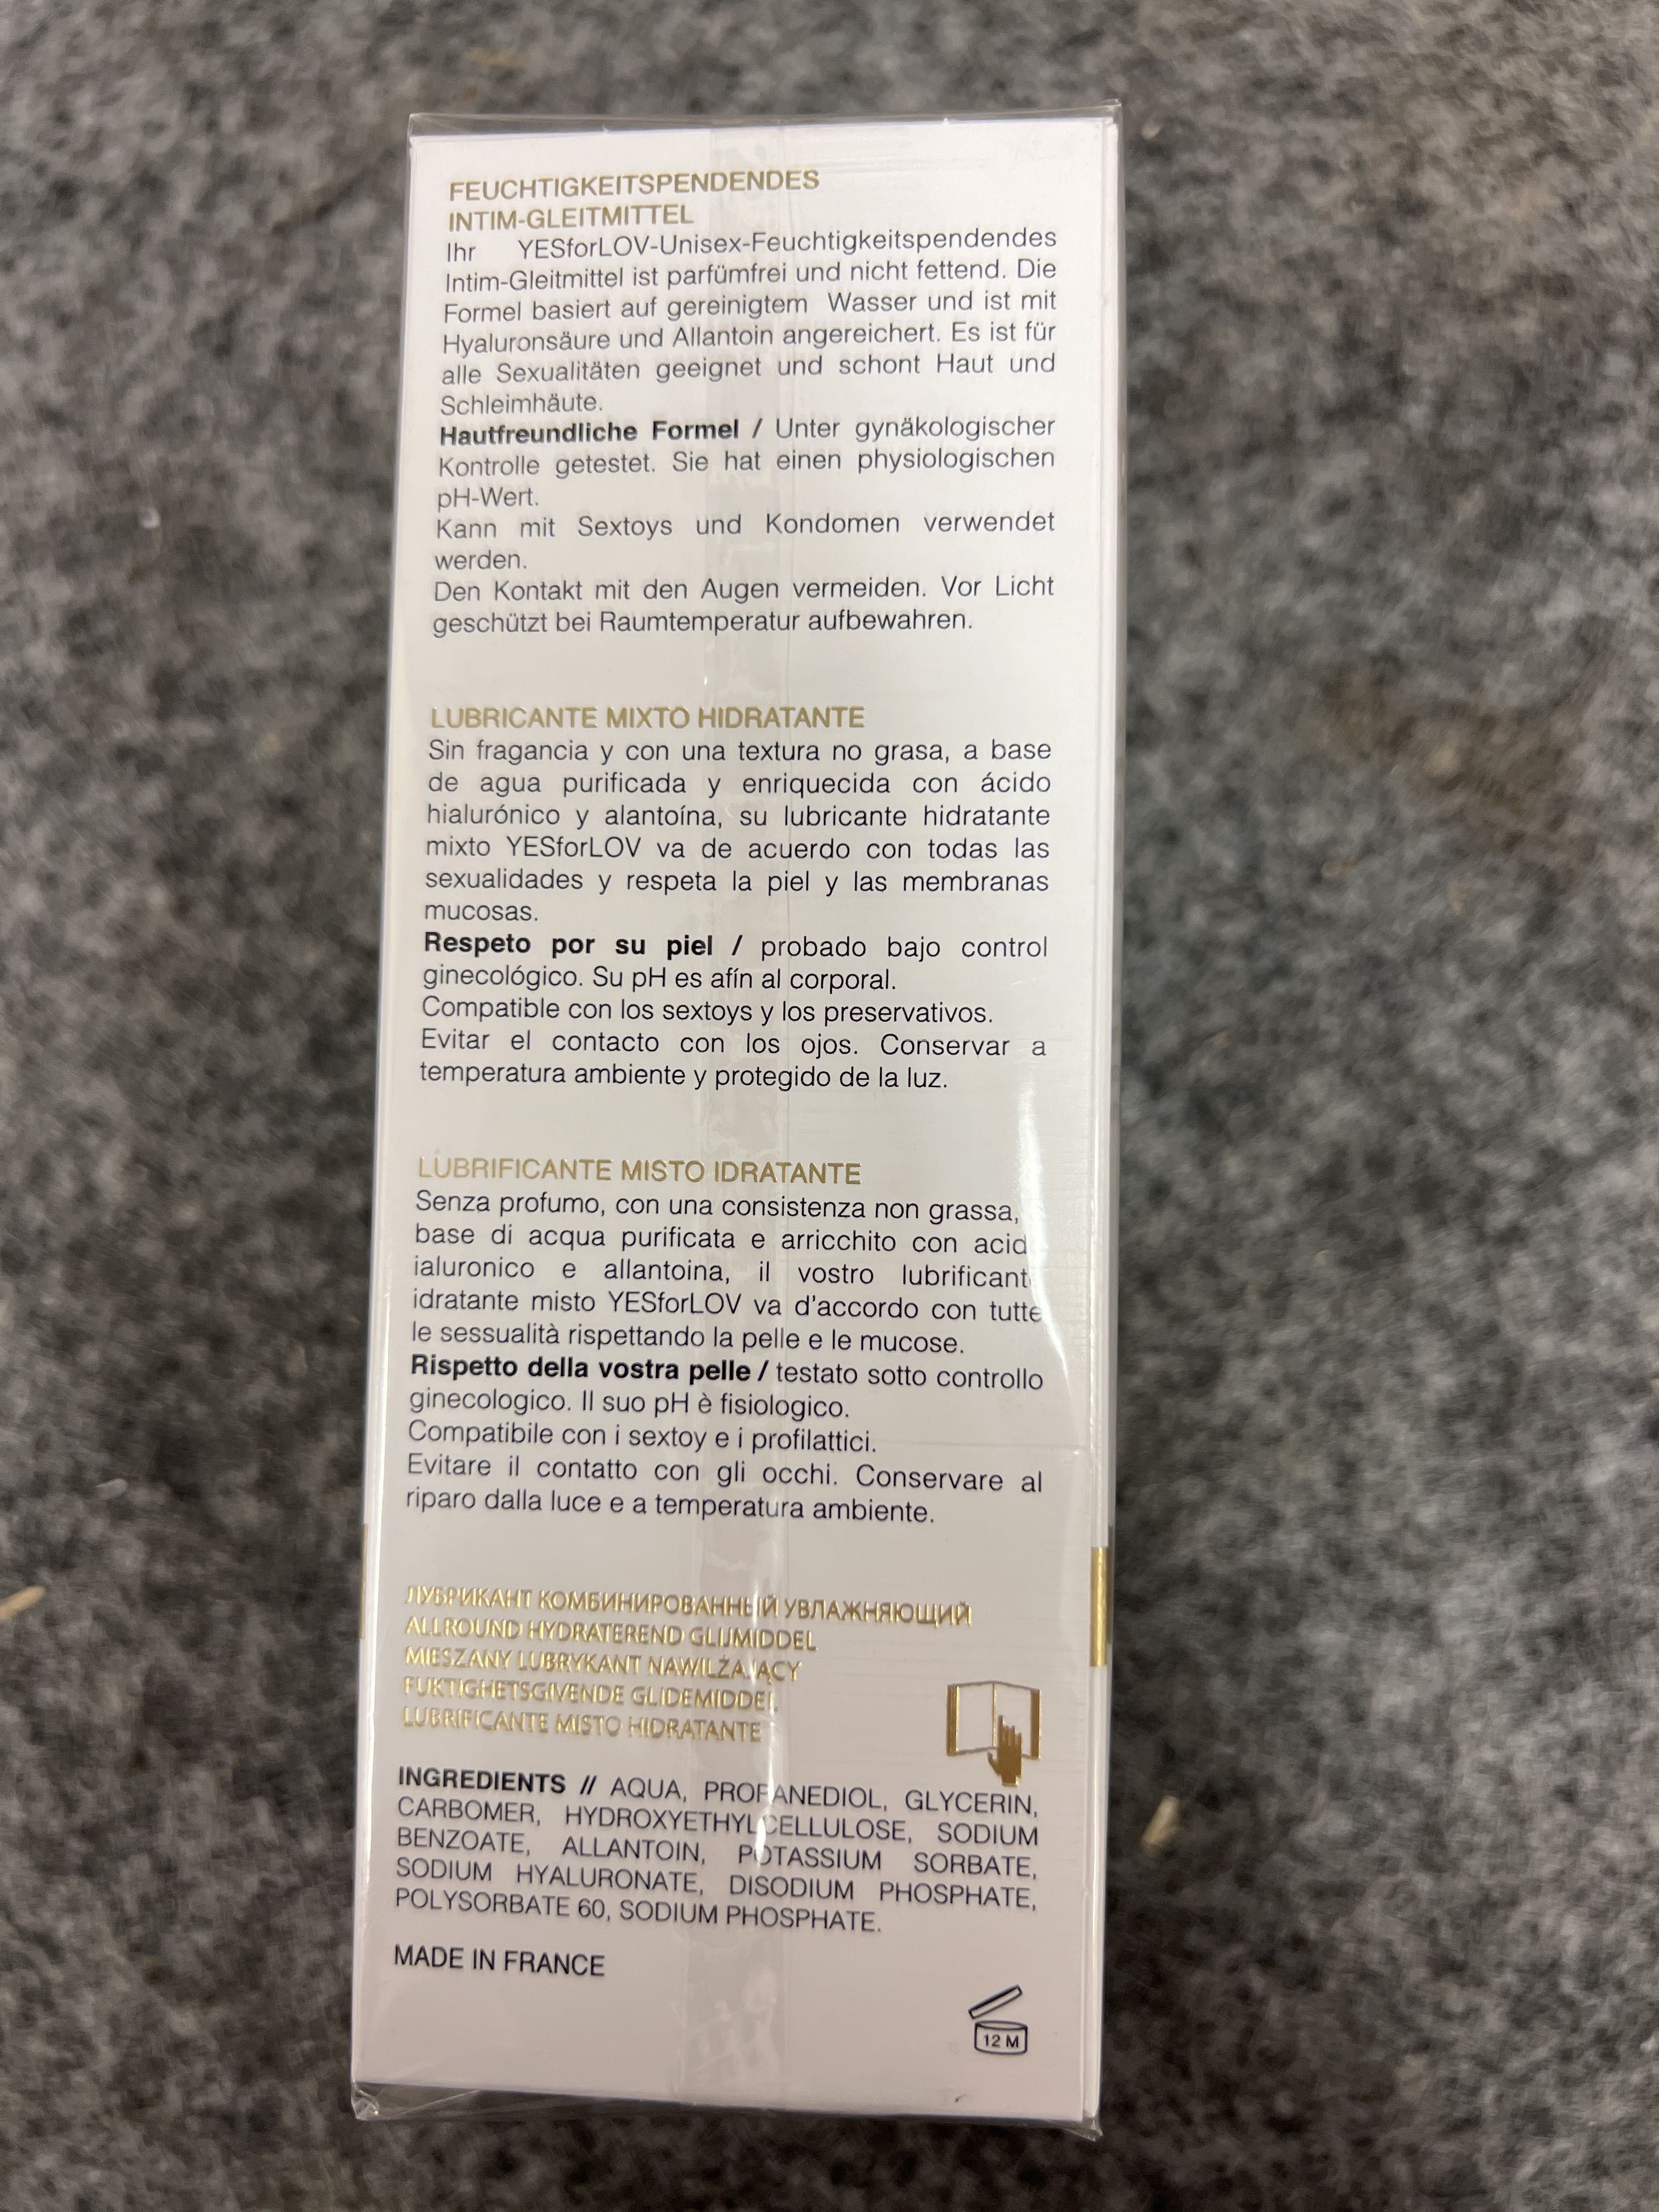 FEUCHTIGKEITSPENDENDES
INTIM-GLEITMITTEL
Ihr YESforLOV-Unisex-Feuchtigkeitspendendes
Intim-Gleitmittel ist parfümfrei und nicht fettend. Die
Formel basiert auf gereinigtem Wasser und ist mit
Hyaluronsäure und Allantoin angereichert. Es ist für
alle Sexualitäten geeignet und schont Haut und
Schleimhäute.
Hautfreundliche Formel / Unter gynäkologischer
Kontrolle getestet. Sie hat einen physiologischen
pH-Wert.
Kann mit Sextoys und Kondomen verwendet
werden.
Den Kontakt mit den Augen vermeiden. Vor Licht
geschützt bei Raumtemperatur aufbewahren.
LUBRICANTE MIXTO HIDRATANTE
Sin fragancia y con una textura no grasa, a base
de agua purificada y enriquecida con ácido
hialurónico y alantoína, su lubricante hidratante
mixto YESforLOV va de acuerdo con todas las
sexualidades y respeta la piel y las membranas
mucosas.
Respeto por su piel / probado bajo control
ginecológico. Su pH es afín al corporal.
Compatible con los sextoys y los preservativos.
Evitar el contacto con los ojos. Conservar a
temperatura ambiente y protegido de la luz.
LUBRIFICANTE MISTO IDRATANTE
Senza profumo, con una consistenza non grassa,
base di acqua purificata e arricchito con acid
ialuronico e allantoina, il vostro lubrificant
idratante misto YESforLOV va d'accordo con tutte
le sessualità rispettando la pelle e le mucose.
Rispetto della vostra pelle / testato sotto controllo
ginecologico. Il suo pH è fisiologico.
Compatibile con i sextoy e i profilattici.
Evitare il contatto con gli occhi. Conservare al
riparo dalla luce e a temperatura ambiente.
ЛУБРИКАНТ КОМБИНИРОВАННЫЙ УВЛАЖНЯЮЩИЙ
ALLROUND HYDRATEREND GLIJMIDDEL
MIESZANY LUBRYKANT NAWILŻAJĄCY
FUKTIGHETSGIVENDE GLIDEMIDDEL
LUBRIFICANTE MISTO HIDRATANTE
INGREDIENTS // AQUA, PROPANEDIOL, GLYCERIN,
CARBOMER, HYDROXYETHYLCELLULOSE, SODIUM
BENZOATE, ALLANTOIN, POTASSIUM SORBATE,
SODIUM HYALURONATE, DISODIUM PHOSPHATE,
POLYSORBATE 60, SODIUM PHOSPHATE.
MADE IN FRANCE
12 M